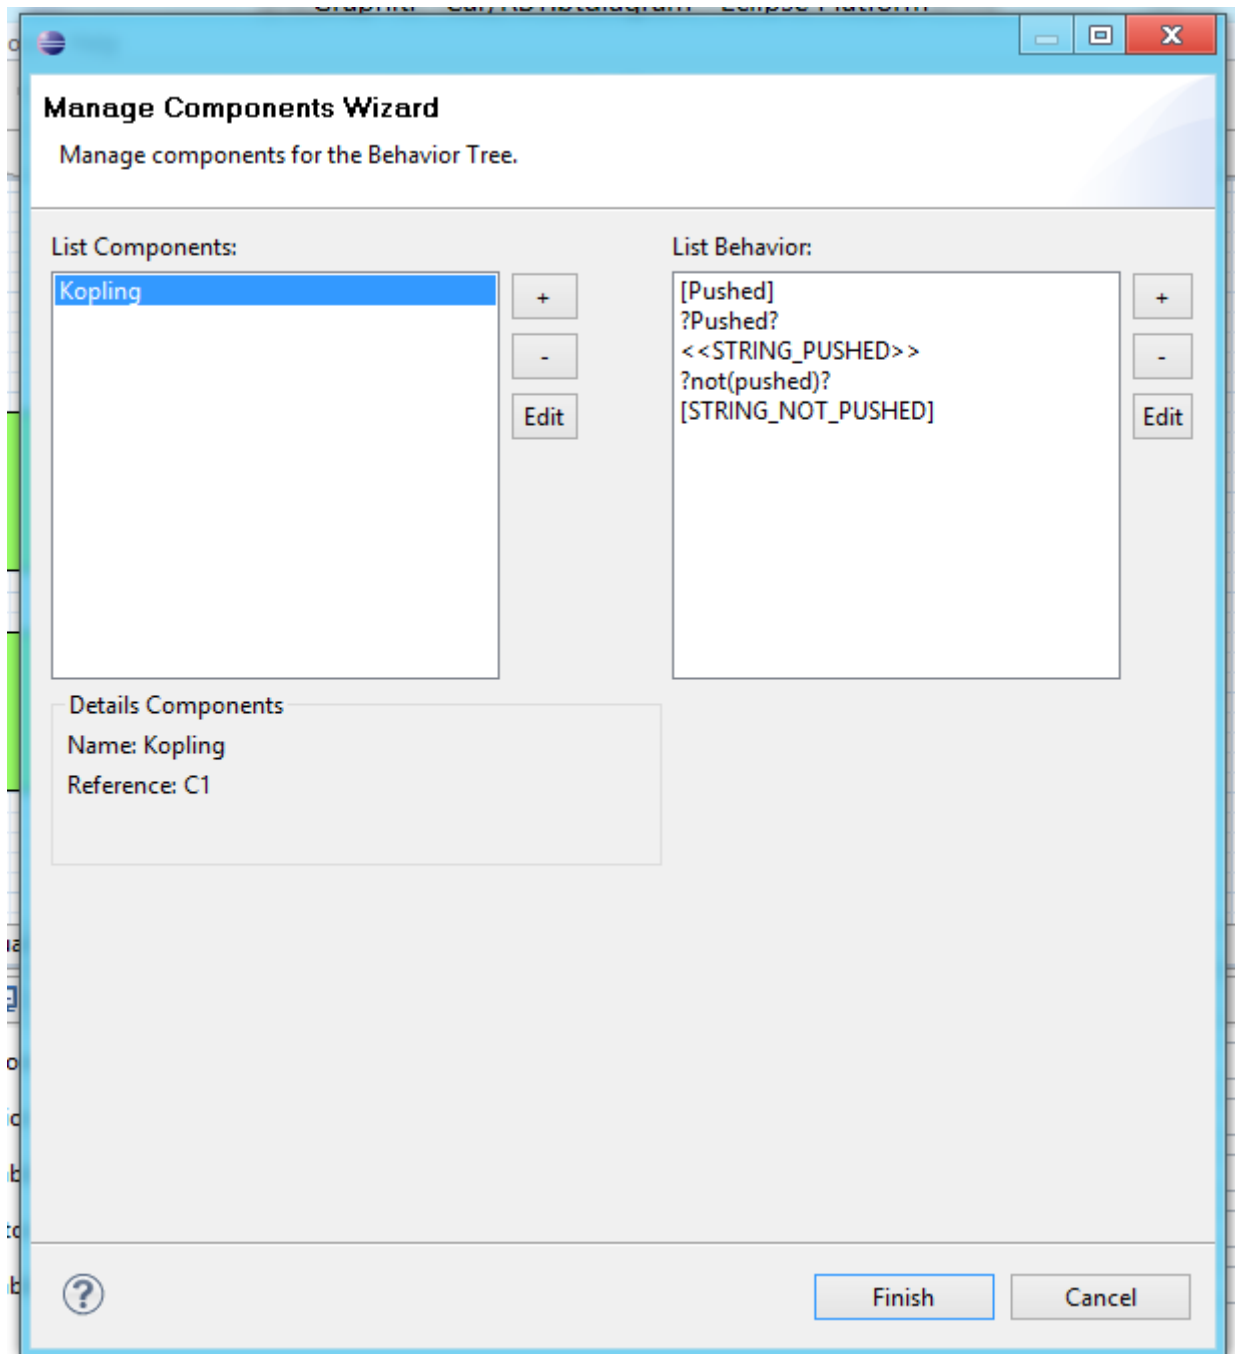 Manage Components Wizard
Manage components for the Behavior Tree.
List Components:
List Behavior:
Kopling
+
-
Edit
[Pushed]
?Pushed?
<<STRING_PUSHED>>
?not(pushed)?
[STRING_NOT_PUSHED]
+
-
Edit
Details Components
Name: Kopling
Reference: C1
?
Finish
Cancel